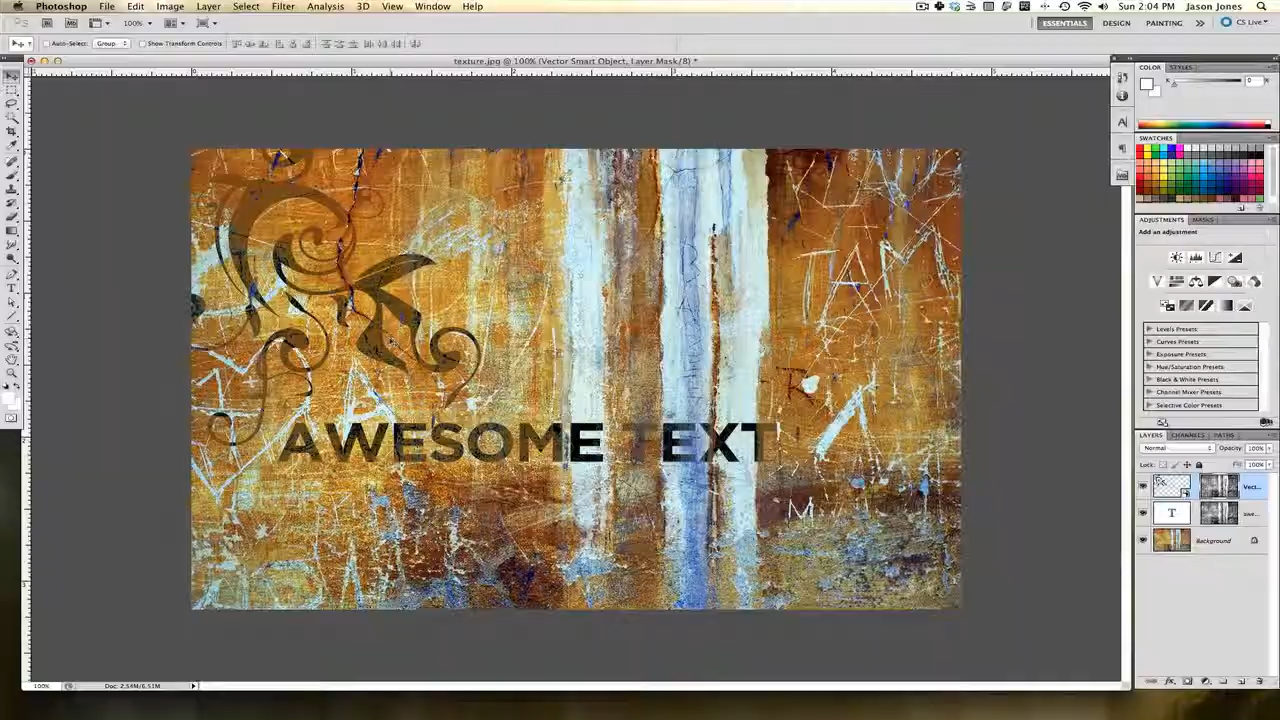 Photoshop File Edit Image Layer Select Filter Analysis 3D View Window Help Sun 2:04 PM Jason Jones
Ps Br Mb 100% ESSENTIALS DESIGN PAINTING CS Live
Auto-Select: Group Show Transform Controls
texture.jpg @ 100% (Vector Smart Object, Layer Mask/8) *
COLOR STYLES
K 0 %
SWATCHES
ADJUSTMENTS MASKS
Add an adjustment
Levels Presets
Curves Presets
Exposure Presets
Hue/Saturation Presets
Black & White Presets
Channel Mixer Presets
Selective Color Presets
AWESOME TEXT
LAYERS CHANNELS PATHS
Normal Opacity: 100%
Lock: Fill: 100%
Vect...
T
Background
100% Doc: 2.54M/6.51M